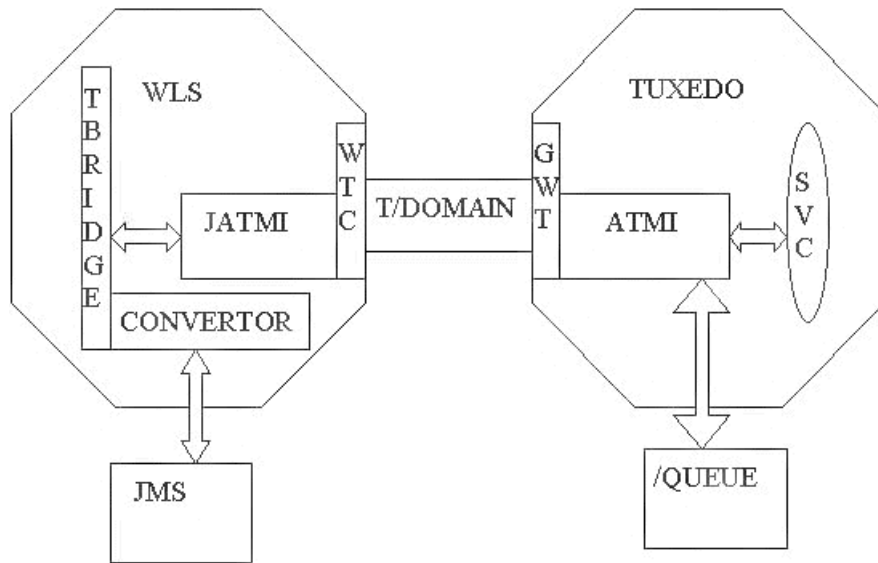 WLS
TBRIDGE
JATMI
WTC
CONVERTOR
JMS
T/DOMAIN
TUXEDO
GWT
ATMI
SVC
/QUEUE